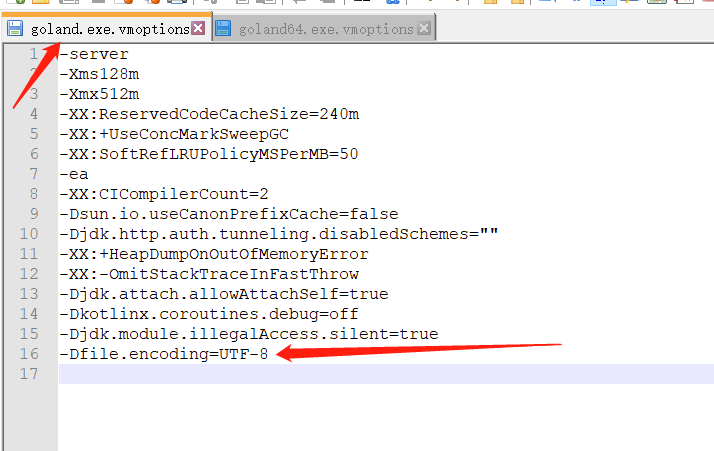 goland.exe.vmoptions goland64.exe.vmoptions
1 -server
2 -Xms128m
3 -Xmx512m
4 -XX:ReservedCodeCacheSize=240m
5 -XX:+UseConcMarkSweepGC
6 -XX:SoftRefLRUPolicyMSPerMB=50
7 -ea
8 -XX:CICompilerCount=2
9 -Dsun.io.useCanonPrefixCache=false
10 -Djdk.http.auth.tunneling.disabledSchemes=""
11 -XX:+HeapDumpOnOutOfMemoryError
12 -XX:-OmitStackTraceInFastThrow
13 -Djdk.attach.allowAttachSelf=true
14 -Dkotlinx.coroutines.debug=off
15 -Djdk.module.illegalAccess.silent=true
16 -Dfile.encoding=UTF-8
17